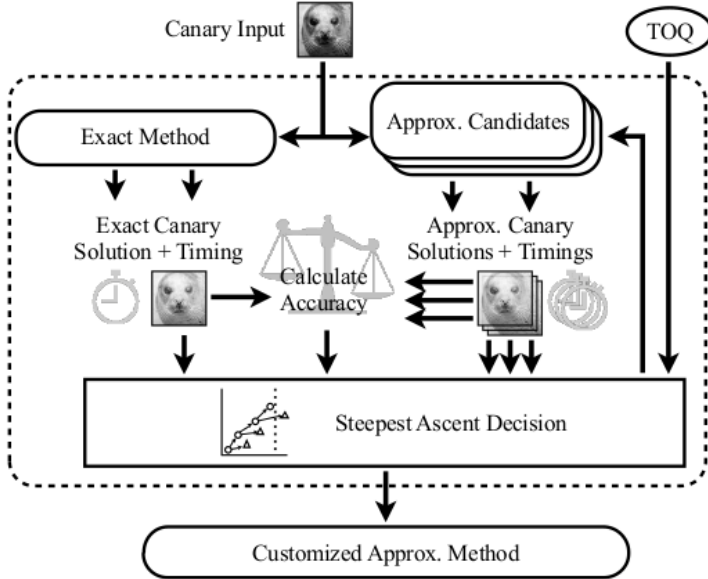 Canary Input
TOQ
Exact Method
Approx. Candidates
Exact Canary
Solution + Timing
Approx. Canary
Solutions + Timings
Calculate
Accuracy
Steepest Ascent Decision
Customized Approx. Method